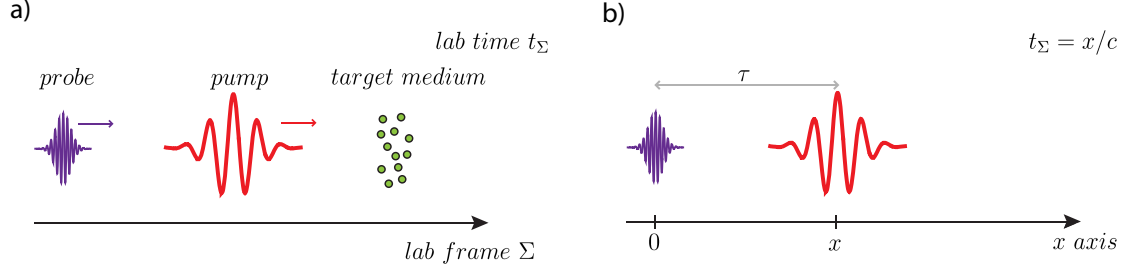 a)
lab time t_Σ
probe
pump
target medium
lab frame Σ
b)
t_Σ = x/c
τ
0
x
x axis